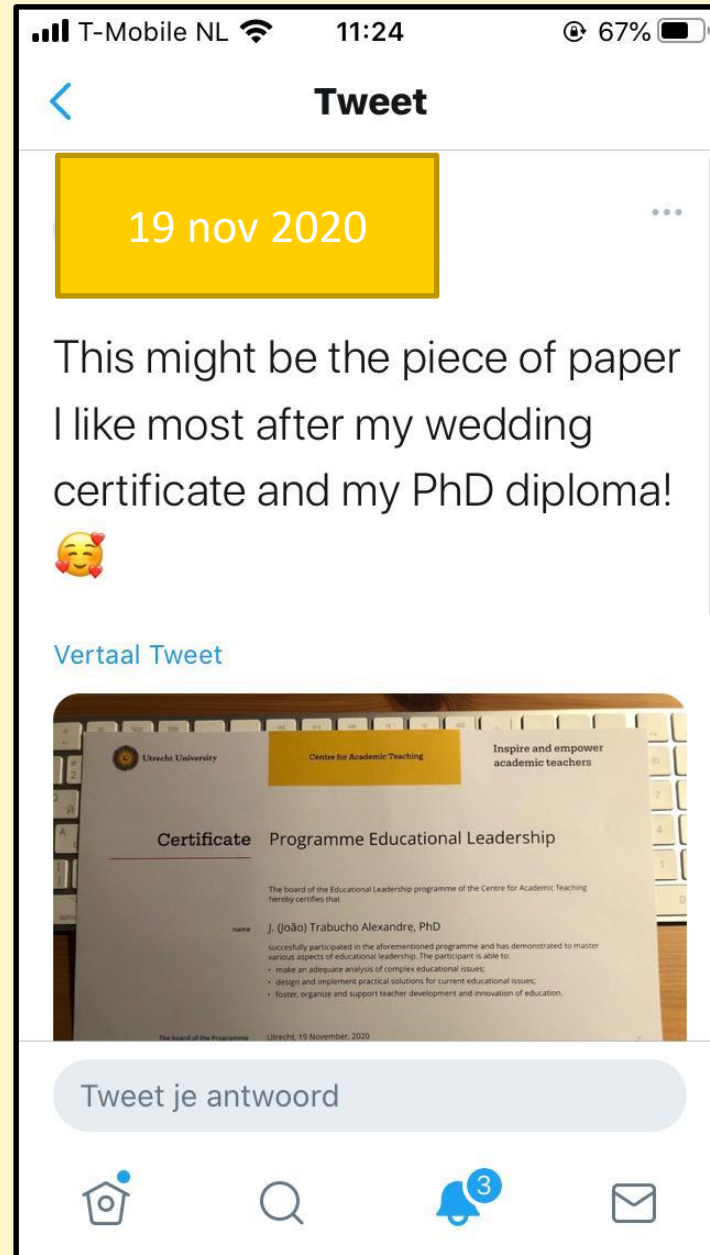 T-Mobile NL 11:24 67%
Tweet
19 nov 2020
This might be the piece of paper
I like most after my wedding
certificate and my PhD diploma!
🥰
Vertaal Tweet
Utrecht University
Centre for Academic Teaching
Inspire and empower
academic teachers
Certificate Programme Educational Leadership
The board of the Educational Leadership programme of the Centre for Academic Teaching
hereby certifies that
name J. (João) Trabucho Alexandre, PhD
succesfully participated in the aforementioned programme and has demonstrated to master
various aspects of educational leadership. The participant is able to:
• make an adequate analysis of complex educational issues;
• design and implement practical solutions for current educational issues;
• foster, organize and support teacher development and innovation of education.
The board of the Programme Utrecht, 19 November, 2020
Tweet je antwoord
3